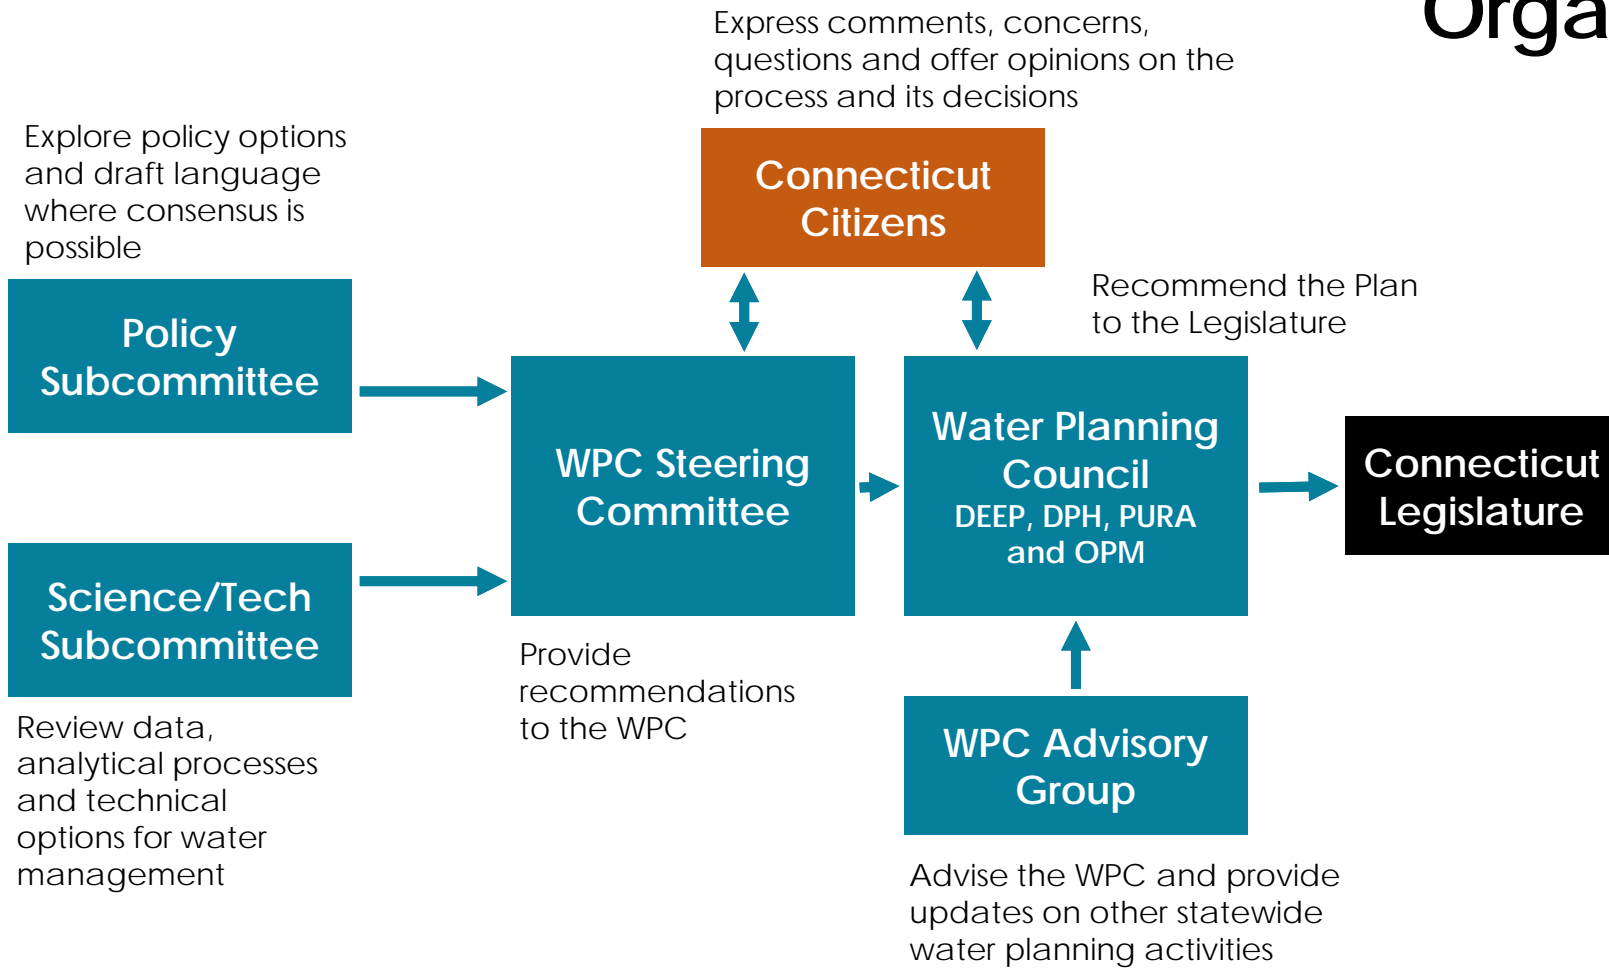 Orga
Express comments, concerns,
questions and offer opinions on the
process and its decisions
Explore policy options
and draft language
where consensus is
possible
Connecticut
Citizens
Recommend the Plan
to the Legislature
Policy
Subcommittee
WPC Steering
Committee
Water Planning
Council
DEEP, DPH, PURA
and OPM
Connecticut
Legislature
Science/Tech
Subcommittee
Provide
recommendations
to the WPC
Review data,
analytical processes
and technical
options for water
management
WPC Advisory
Group
Advise the WPC and provide
updates on other statewide
water planning activities